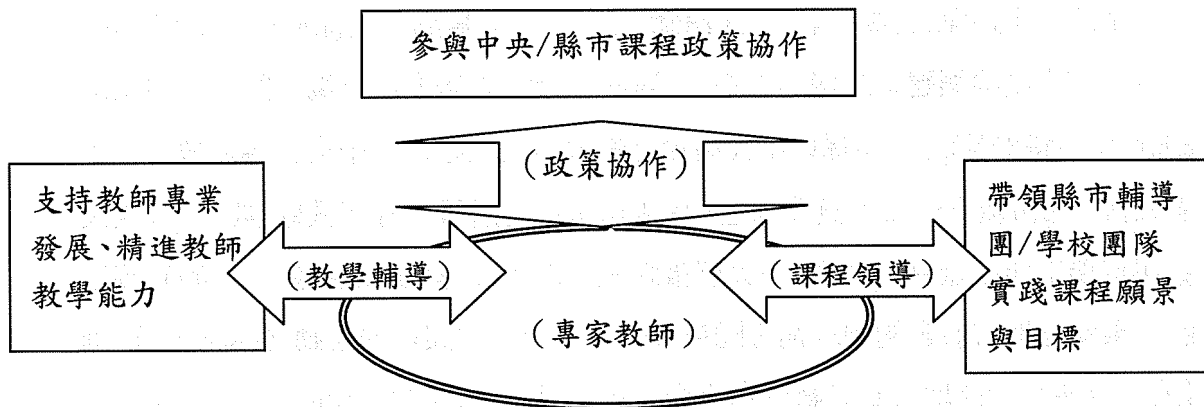 參與中央/縣市課程政策協作
(政策協作)
支持教師專業
發展、精進教師
教學能力
(教學輔導)
(課程領導)
帶領縣市輔導
團/學校團隊
實踐課程願景
與目標
(專家教師)